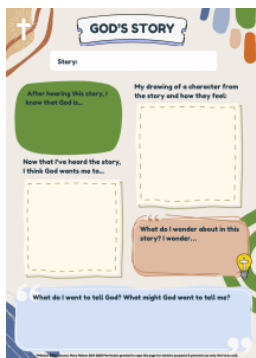 GOD'S STORY
Story:
After hearing this story, I
know that God is...
My drawing of a character from
the story and how they feel:
Now that I've heard the story,
I think God wants me to...
What do I wonder about in this
story? I wonder...
What do I want to tell God? What might God want to tell me?